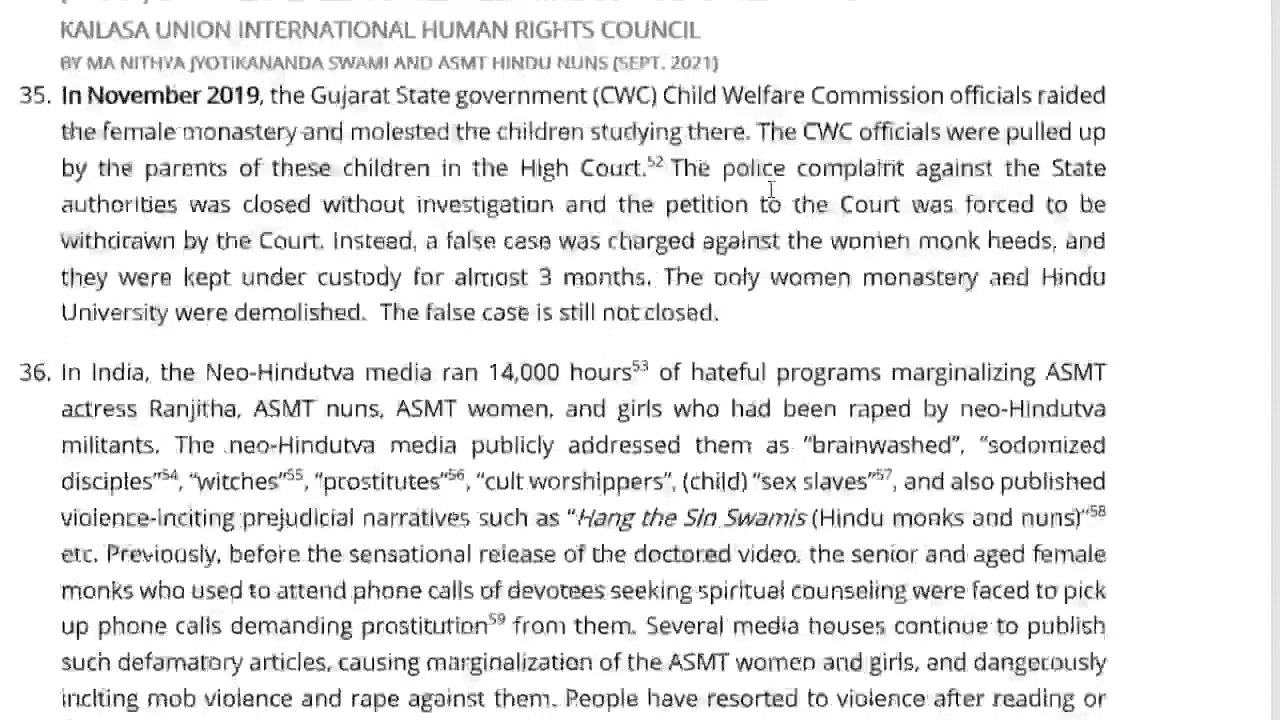 KAILASA UNION INTERNATIONAL HUMAN RIGHTS COUNCIL
BY MA NITHYA JYOTIKANANDA SWAMI AND ASMT HINDU NUNS (SEPT. 2021)
35. In November 2019, the Gujarat State government (CWC) Child Welfare Commission officials raided
the female monastery and molested the children studying there. The CWC officials were pulled up
by the parents of these children in the High Court.52 The police complaint against the State
authorities was closed without investigation and the petition to the Court was forced to be
withdrawn by the Court. Instead, a false case was charged against the women monk heads, and
they were kept under custody for almost 3 months. The only women monastery and Hindu
University were demolished. The false case is still not closed.
36. In India, the Neo-Hindutva media ran 14,000 hours53 of hateful programs marginalizing ASMT
actress Ranjitha, ASMT nuns, ASMT women, and girls who had been raped by neo-Hindutva
militants. The neo-Hindutva media publicly addressed them as "brainwashed", "sodomized
disciples"54, "witches"55, "prostitutes"56, "cult worshippers", (child) "sex slaves"57, and also published
violence-inciting prejudicial narratives such as "Hang the Sin Swamis (Hindu monks and nuns)"58
etc. Previously, before the sensational release of the doctored video, the senior and aged female
monks who used to attend phone calls of devotees seeking spiritual counseling were faced to pick
up phone calls demanding prostitution59 from them. Several media houses continue to publish
such defamatory articles, causing marginalization of the ASMT women and girls, and dangerously
inciting mob violence and rape against them. People have resorted to violence after reading or